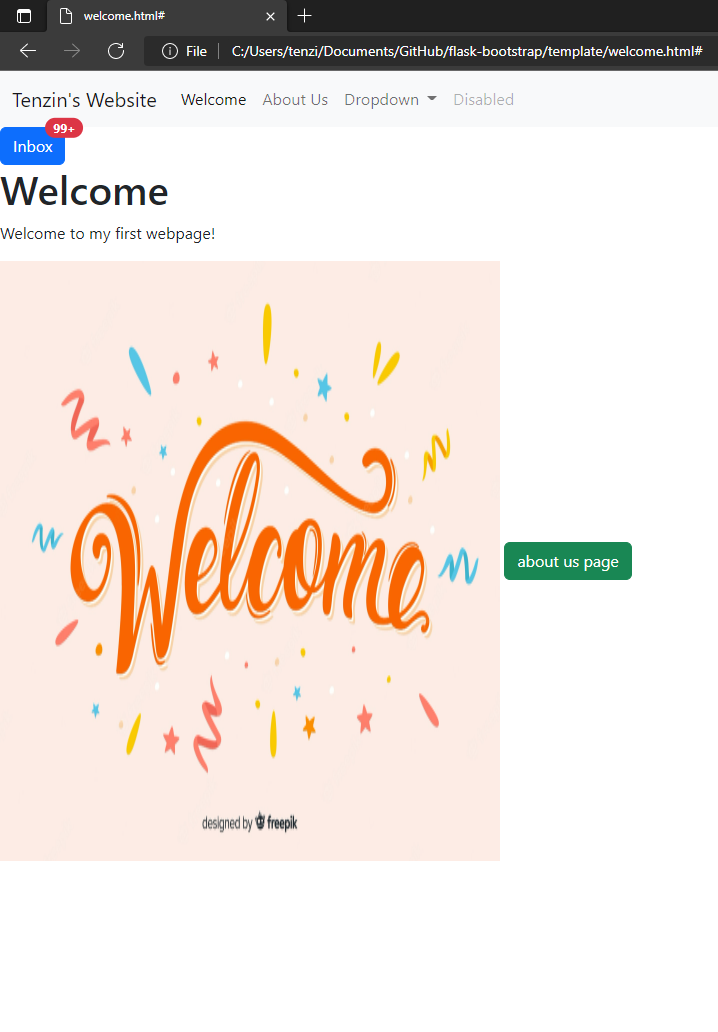 welcome.html#
File C:/Users/tenzi/Documents/GitHub/flask-bootstrap/template/welcome.html#
Tenzin's Website Welcome About Us Dropdown Disabled
99+
Inbox
Welcome
Welcome to my first webpage!
Welcome
about us page
designed by freepik